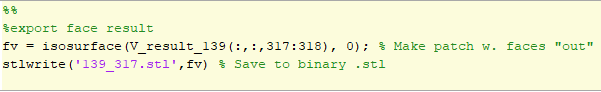 %%
%export face result
fv = isosurface(V_result_139(:,:,317:318), 0); % Make patch w. faces "out"
stlwrite('139_317.stl',fv) % Save to binary .stl